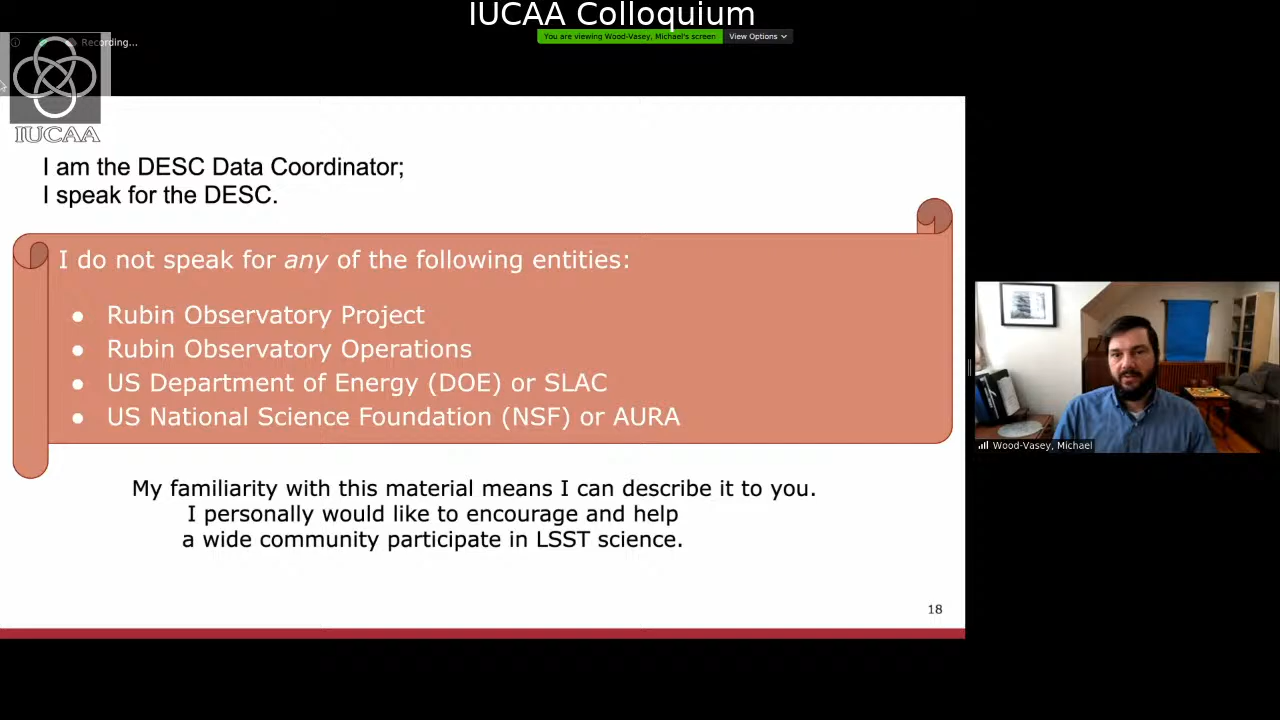 IUCAA Colloquium
You are viewing Wood-Vasey, Michael's screen
View Options
Recording...
IUCAA
I am the DESC Data Coordinator;
I speak for the DESC.
I do not speak for any of the following entities:
● Rubin Observatory Project
● Rubin Observatory Operations
● US Department of Energy (DOE) or SLAC
● US National Science Foundation (NSF) or AURA
My familiarity with this material means I can describe it to you.
I personally would like to encourage and help
a wide community participate in LSST science.
18
Wood-Vasey, Michael